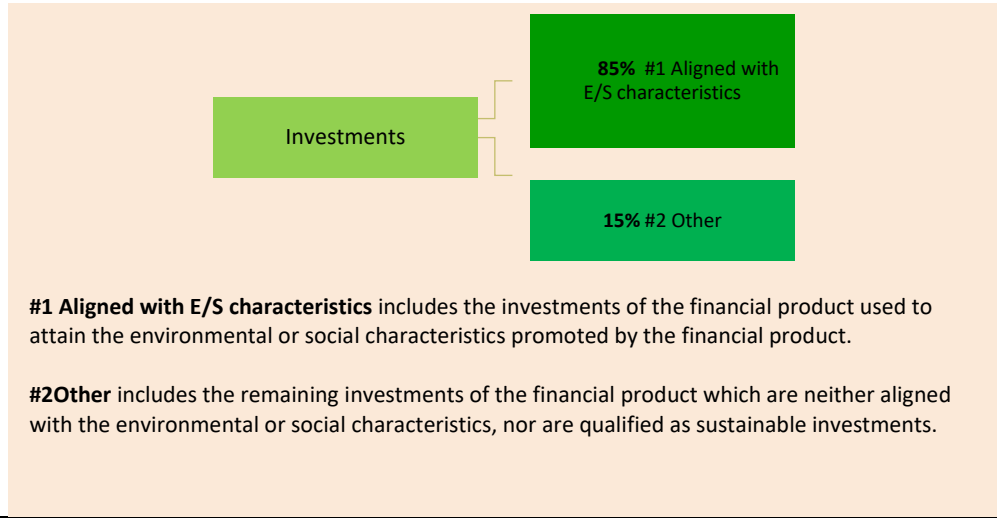 85% #1 Aligned with
E/S characteristics
Investments
15% #2 Other
#1 Aligned with E/S characteristics includes the investments of the financial product used to
attain the environmental or social characteristics promoted by the financial product.
#2Other includes the remaining investments of the financial product which are neither aligned
with the environmental or social characteristics, nor are qualified as sustainable investments.